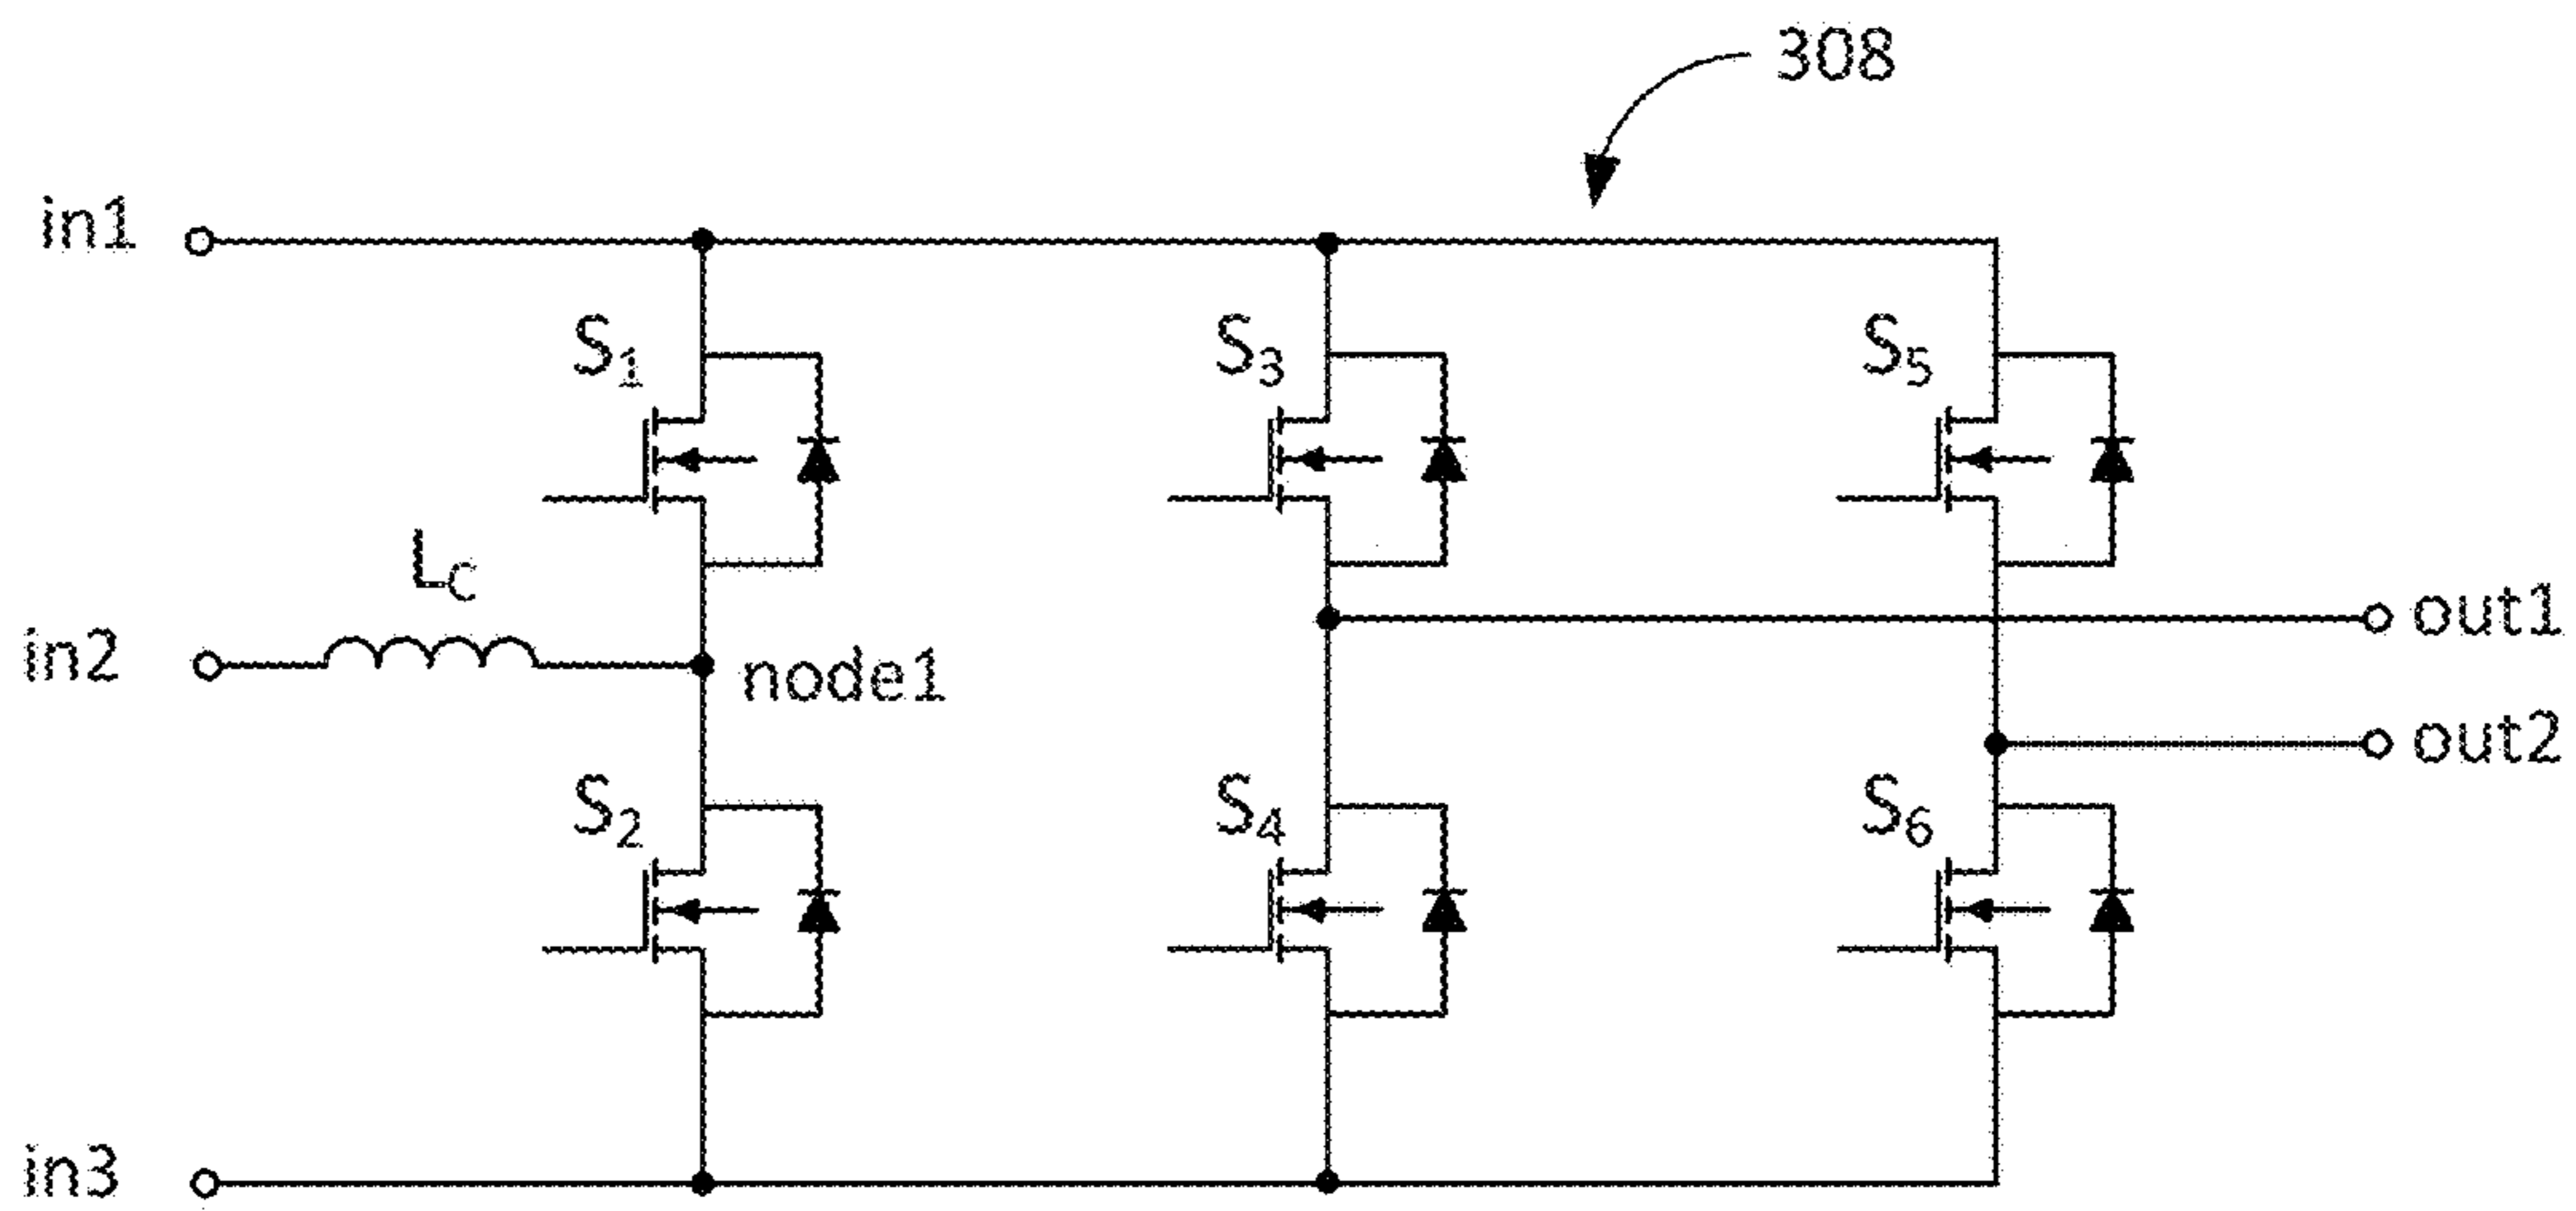 308
in1
S1
S3
S5
LC
in2
node1
out1
out2
S2
S4
S6
in3